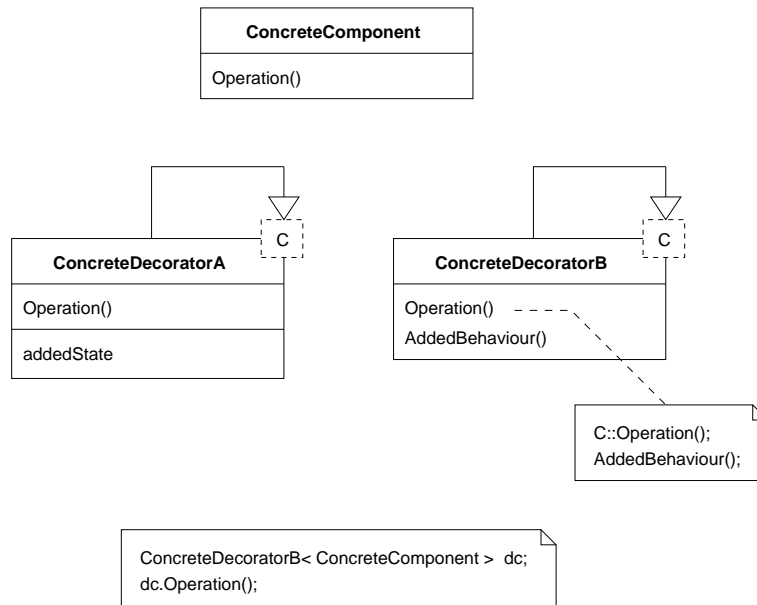 ConcreteComponent
Operation()
C
ConcreteDecoratorA
Operation()
addedState
C
ConcreteDecoratorB
Operation()
AddedBehaviour()
C::Operation();
AddedBehaviour();
ConcreteDecoratorB< ConcreteComponent > dc;
dc.Operation();